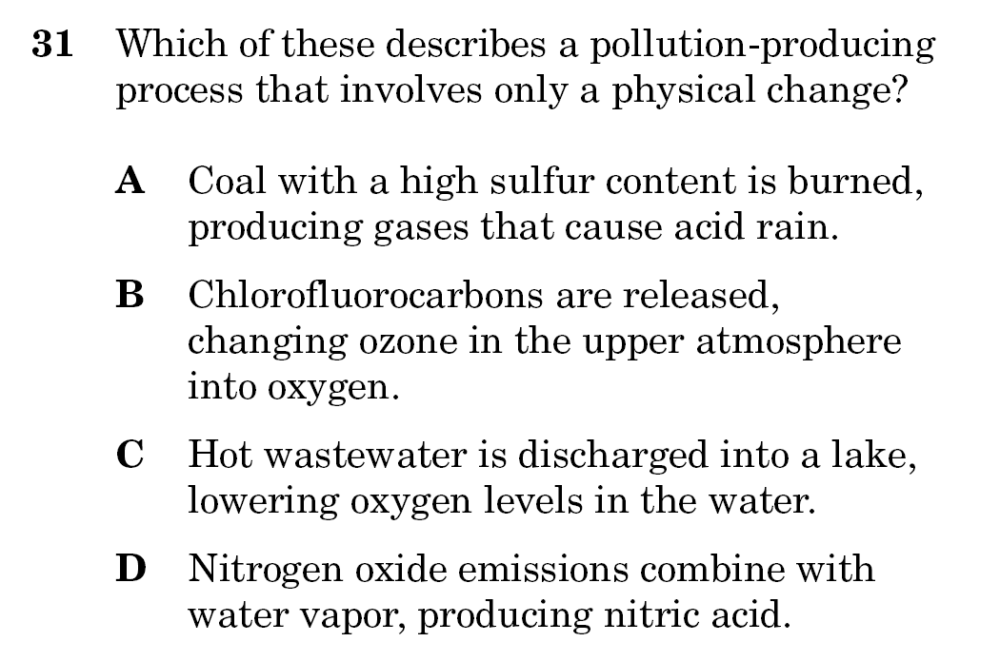 31 Which of these describes a pollution-producing
process that involves only a physical change?
A Coal with a high sulfur content is burned,
producing gases that cause acid rain.
B Chlorofluorocarbons are released,
changing ozone in the upper atmosphere
into oxygen.
C Hot wastewater is discharged into a lake,
lowering oxygen levels in the water.
D Nitrogen oxide emissions combine with
water vapor, producing nitric acid.